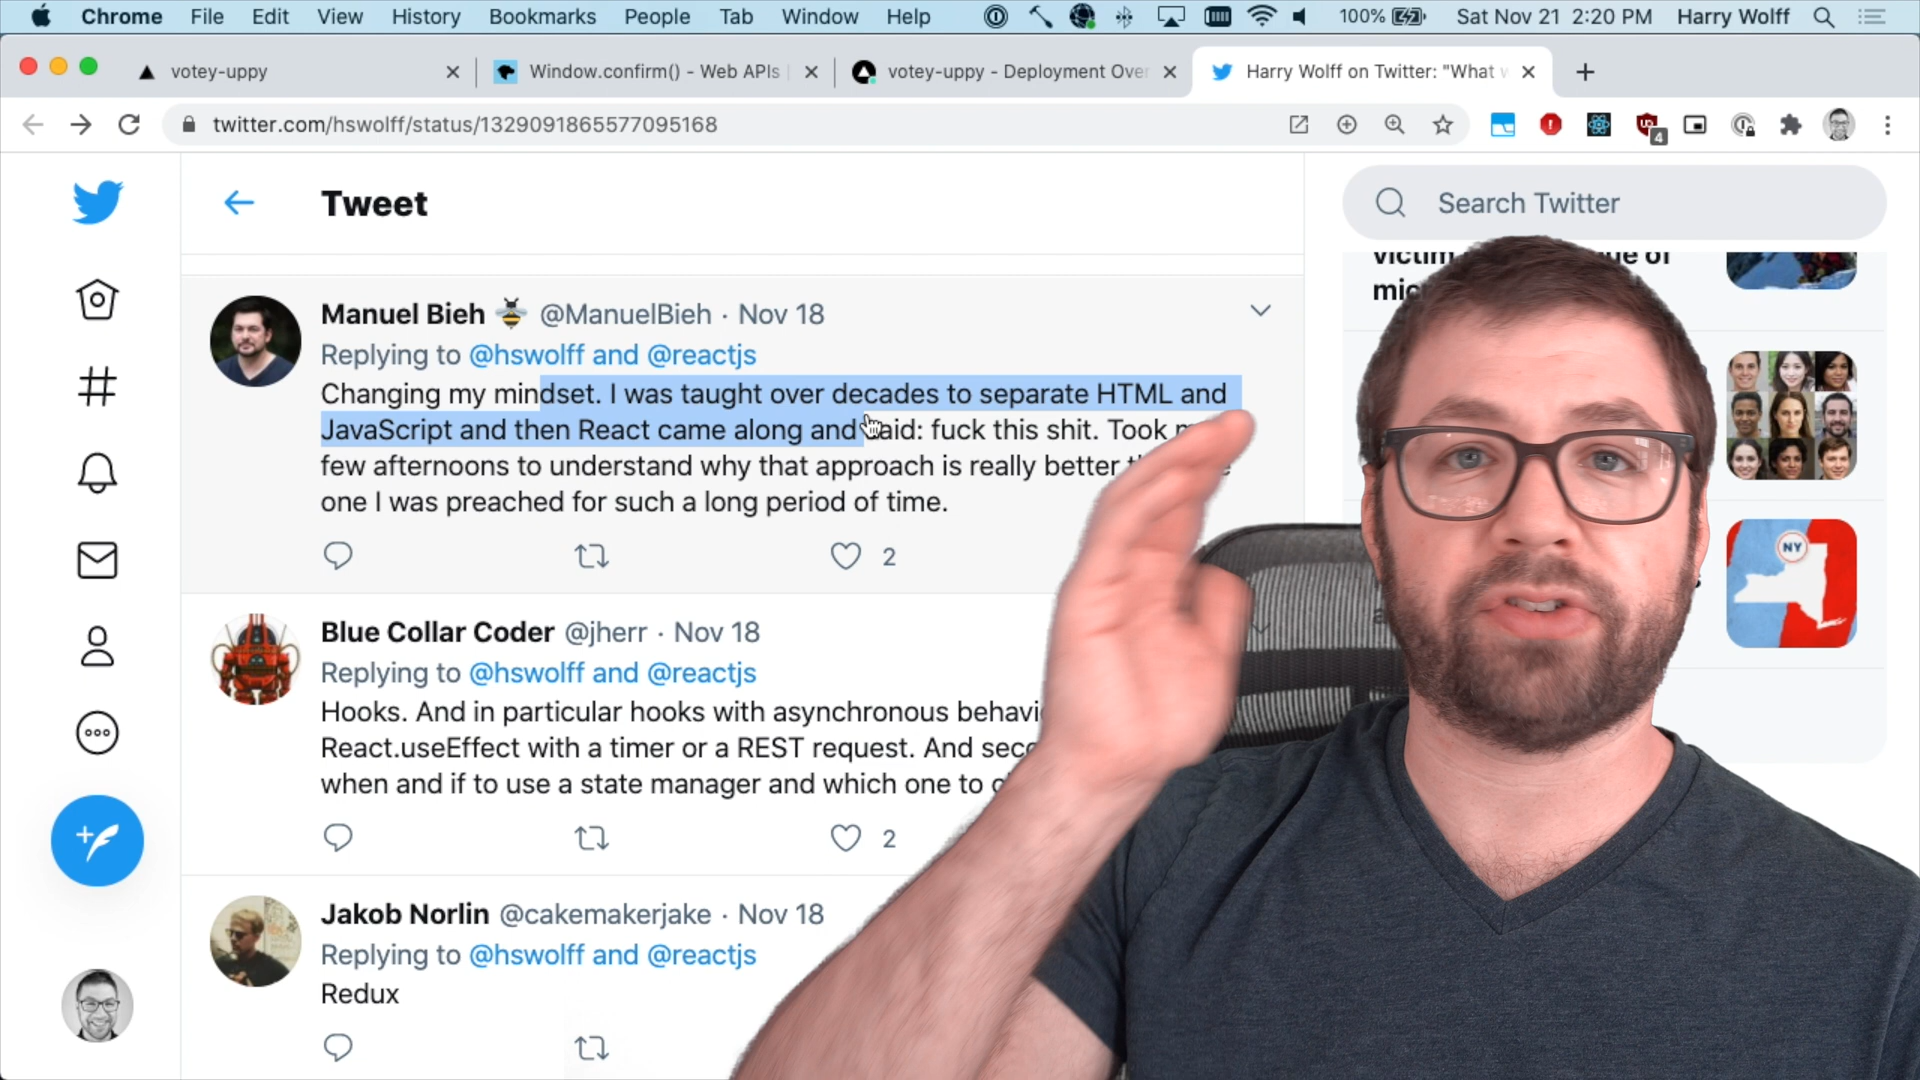 Chrome File Edit View History Bookmarks People Tab Window Help 100% Sat Nov 21 2:20 PM Harry Wolff
votey-uppy
Window.confirm() - Web APIs
votey-uppy - Deployment Over
Harry Wolff on Twitter: "What w
twitter.com/hswolff/status/1329091865577095168
4
Tweet
Search Twitter
Manuel Bieh @ManuelBieh · Nov 18
Replying to @hswolff and @reactjs
Changing my mindset. I was taught over decades to separate HTML and
JavaScript and then React came along and said: fuck this shit. Took
few afternoons to understand why that approach is really better
one I was preached for such a long period of time.
2
Blue Collar Coder @jherr · Nov 18
Replying to @hswolff and @reactjs
Hooks. And in particular hooks with asynchronous behavi
React.useEffect with a timer or a REST request. And sec
when and if to use a state manager and which one to
2
Jakob Norlin @cakemakerjake · Nov 18
Replying to @hswolff and @reactjs
Redux
victim
of
mic
NY